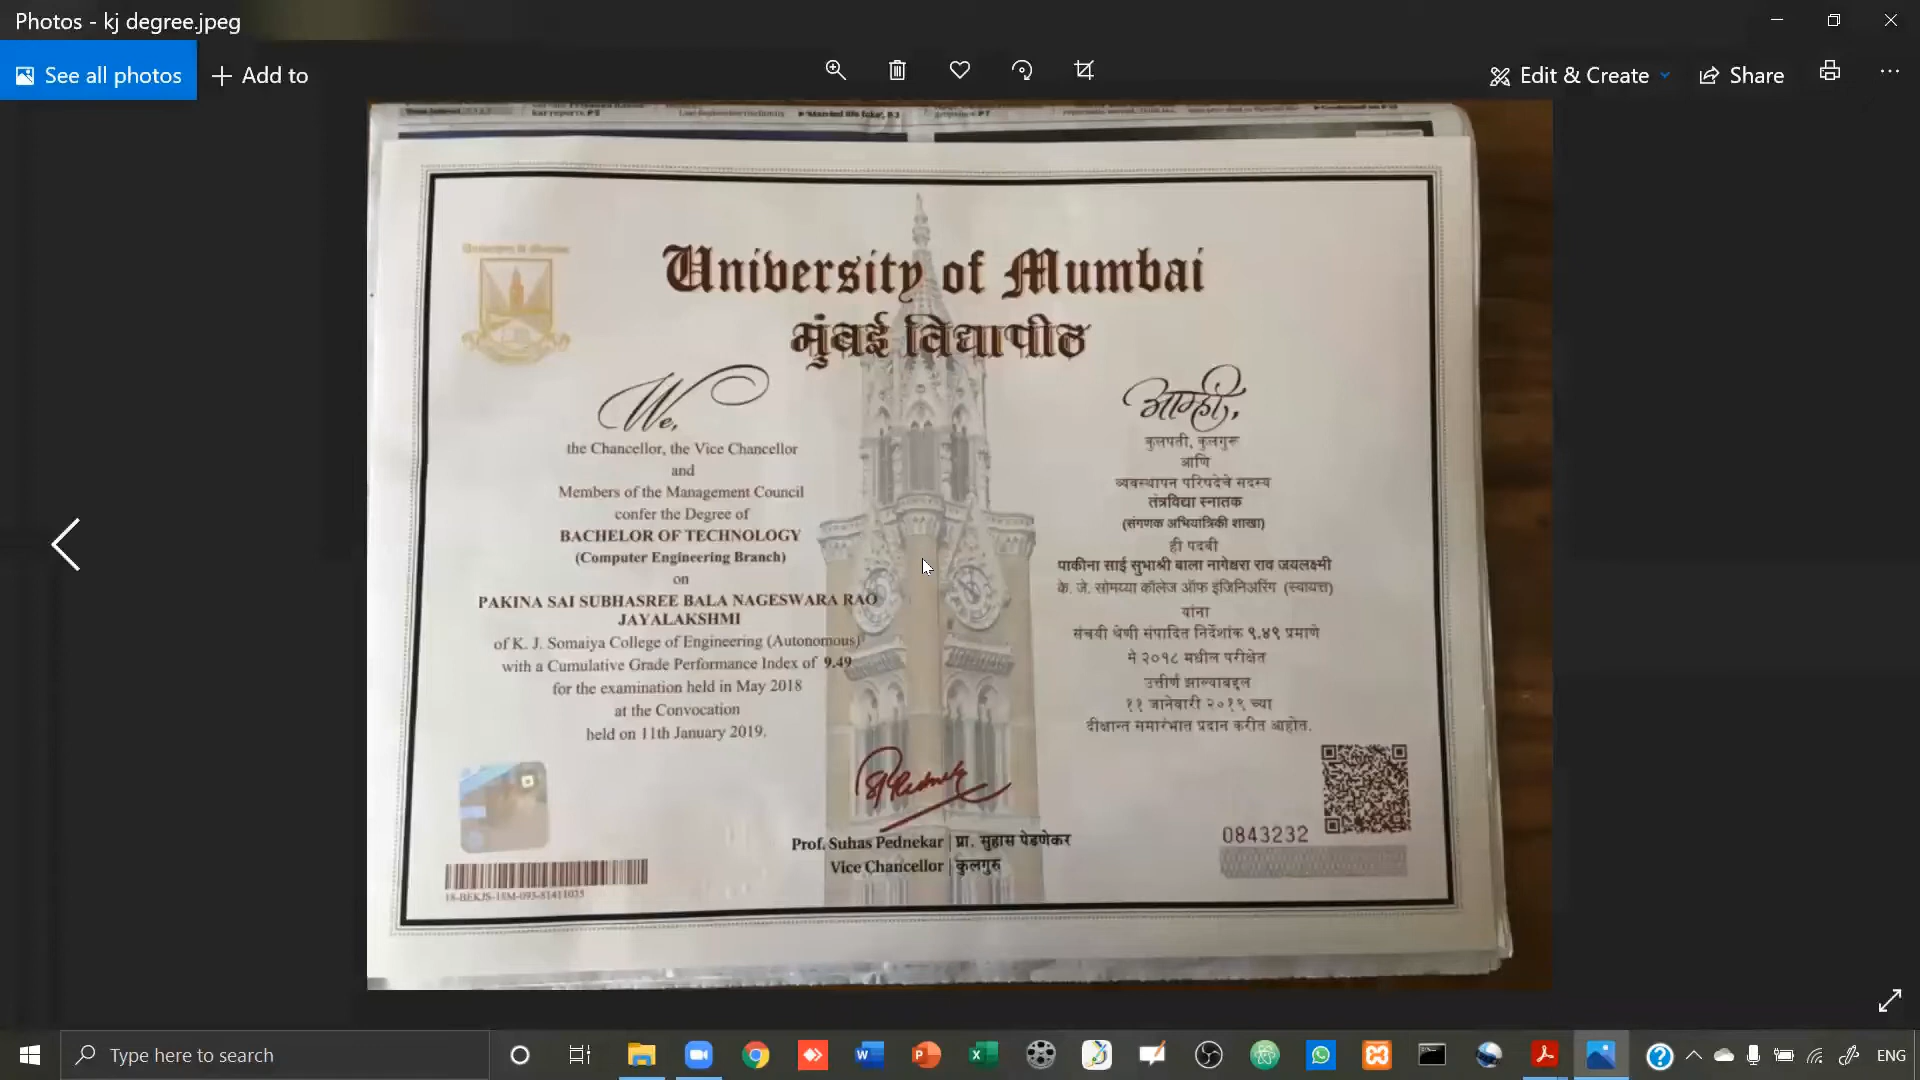 Photos - kj degree.jpeg
See all photos
Add to
Edit & Create
Share
University of Mumbai
मुंबई विद्यापीठ
We,
the Chancellor, the Vice Chancellor
and
Members of the Management Council
confer the Degree of
BACHELOR OF TECHNOLOGY
(Computer Engineering Branch)
on
PAKINA SAI SUBHASREE BALA NAGESWARA RAO
JAYALAKSHMI
of K. J. Somaiya College of Engineering (Autonomous)
with a Cumulative Grade Performance Index of 9.49
for the examination held in May 2018
at the Convocation
held on 11th January 2019.
आम्ही,
कुलपती, कुलगुरू
आणि
व्यवस्थापन परिषदेचे सदस्य
तंत्रविद्या स्नातक
(संगणक अभियांत्रिकी शाखा)
ही पदवी
पाकीना साई सुभाश्री बाला नागेश्वरा राव जयलक्ष्मी
के. जे. सोमय्या कॉलेज ऑफ इंजिनिअरिंग (स्वायत्त)
यांना
संचयी श्रेणी संपादित निर्देशांक ९.४९ प्रमाणे
मे २०१८ मधील परीक्षेत
उत्तीर्ण झाल्याबद्दल
११ जानेवारी २०१९ च्या
दीक्षान्त समारंभात प्रदान करीत आहोत.
Prof. Suhas Pednekar | प्रा. सुहास पेडणेकर
Vice Chancellor | कुलगुरू
0843232
18-BEKJS-18M-093-81411035
Type here to search
ENG